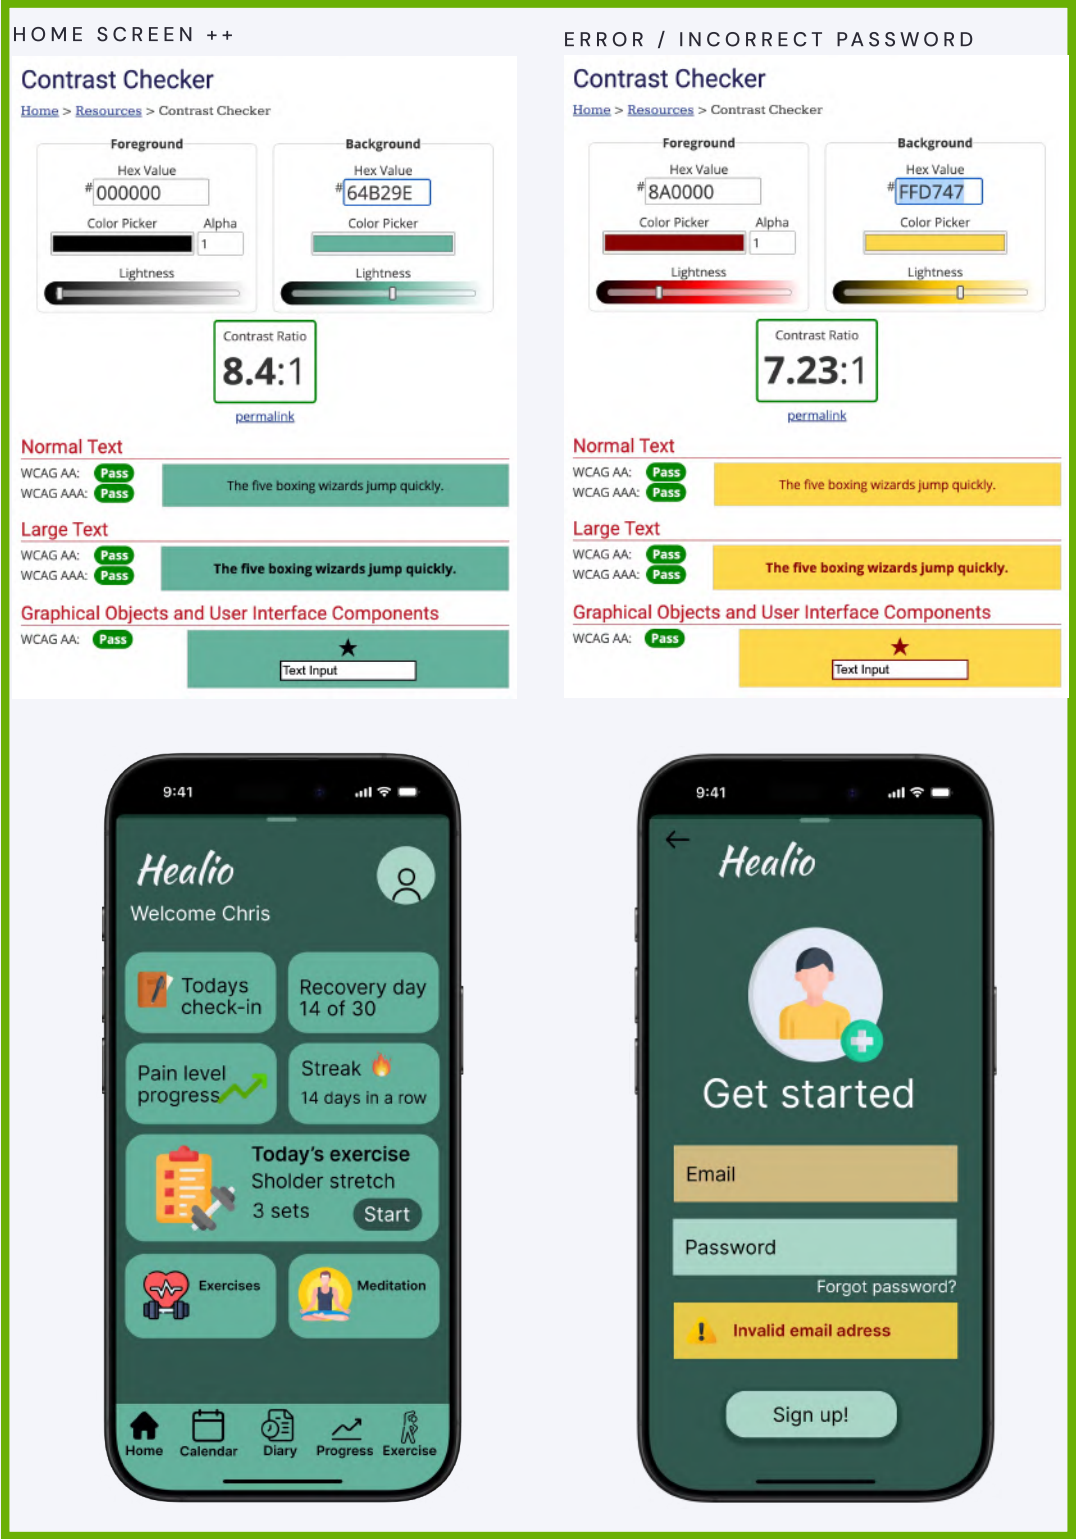 HOME SCREEN ++
Contrast Checker
Home > Resources > Contrast Checker
Foreground
Hex Value
#000000
Color Picker
Alpha
1
Lightness
Background
Hex Value
#64B29E
Color Picker
Lightness
Contrast Ratio
8.4:1
permalink
Normal Text
WCAG AA: Pass
WCAG AAA: Pass
The five boxing wizards jump quickly.
Large Text
WCAG AA: Pass
WCAG AAA: Pass
The five boxing wizards jump quickly.
Graphical Objects and User Interface Components
WCAG AA: Pass
Text Input
ERROR / INCORRECT PASSWORD
Contrast Checker
Home > Resources > Contrast Checker
Foreground
Hex Value
#8A0000
Color Picker
Alpha
1
Lightness
Background
Hex Value
#FFD747
Color Picker
Lightness
Contrast Ratio
7.23:1
permalink
Normal Text
WCAG AA: Pass
WCAG AAA: Pass
The five boxing wizards jump quickly.
Large Text
WCAG AA: Pass
WCAG AAA: Pass
The five boxing wizards jump quickly.
Graphical Objects and User Interface Components
WCAG AA: Pass
Text Input
9:41
Healio
Welcome Chris
Todays
check-in
Recovery day
14 of 30
Pain level
progress
Streak
14 days in a row
Today's exercise
Sholder stretch
3 sets
Start
Exercises
Meditation
Home
Calendar
Diary
Progress
Exercise
9:41
Healio
Get started
Email
Password
Forgot password?
Invalid email adress
Sign up!